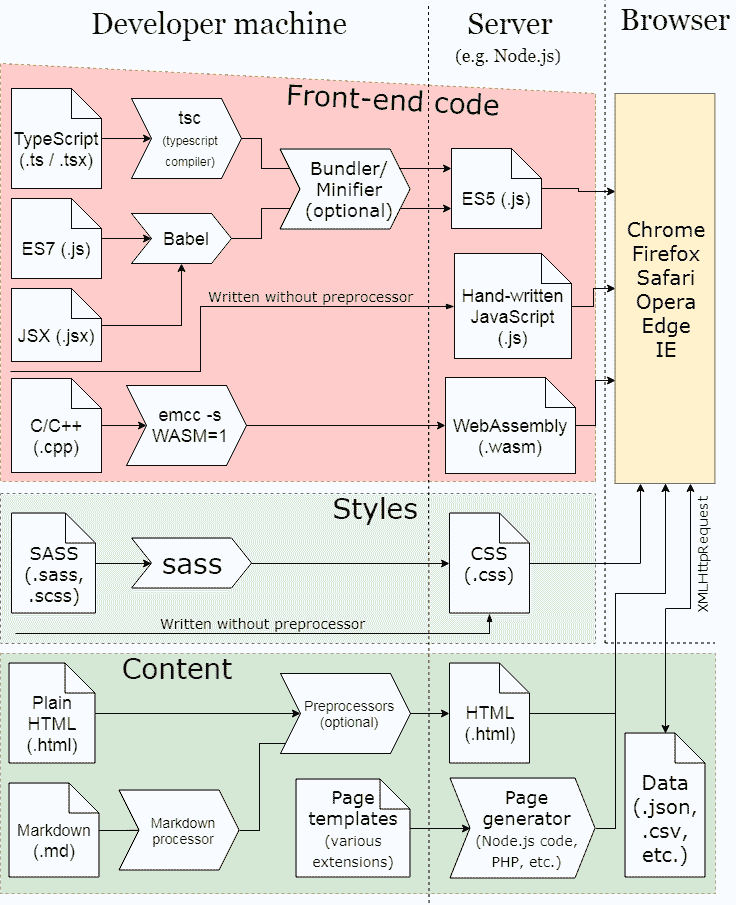 Developer machine
Server
(e.g. Node.js)
Browser
Front-end code
TypeScript
(.ts / .tsx)
tsc
(typescript
compiler)
Bundler/
Minifier
(optional)
ES5 (.js)
ES7 (.js)
Babel
JSX (.jsx)
Written without preprocessor
Hand-written
JavaScript
(.js)
C/C++
(.cpp)
emcc -s
WASM=1
WebAssembly
(.wasm)
Chrome
Firefox
Safari
Opera
Edge
IE
Styles
SASS
(.sass,
.scss)
sass
CSS
(.css)
Written without preprocessor
XMLHttpRequest
Content
Plain
HTML
(.html)
Preprocessors
(optional)
HTML
(.html)
Markdown
(.md)
Markdown
processor
Page
templates
(various
extensions)
Page
generator
(Node.js code,
PHP, etc.)
Data
(.json,
.csv,
etc.)